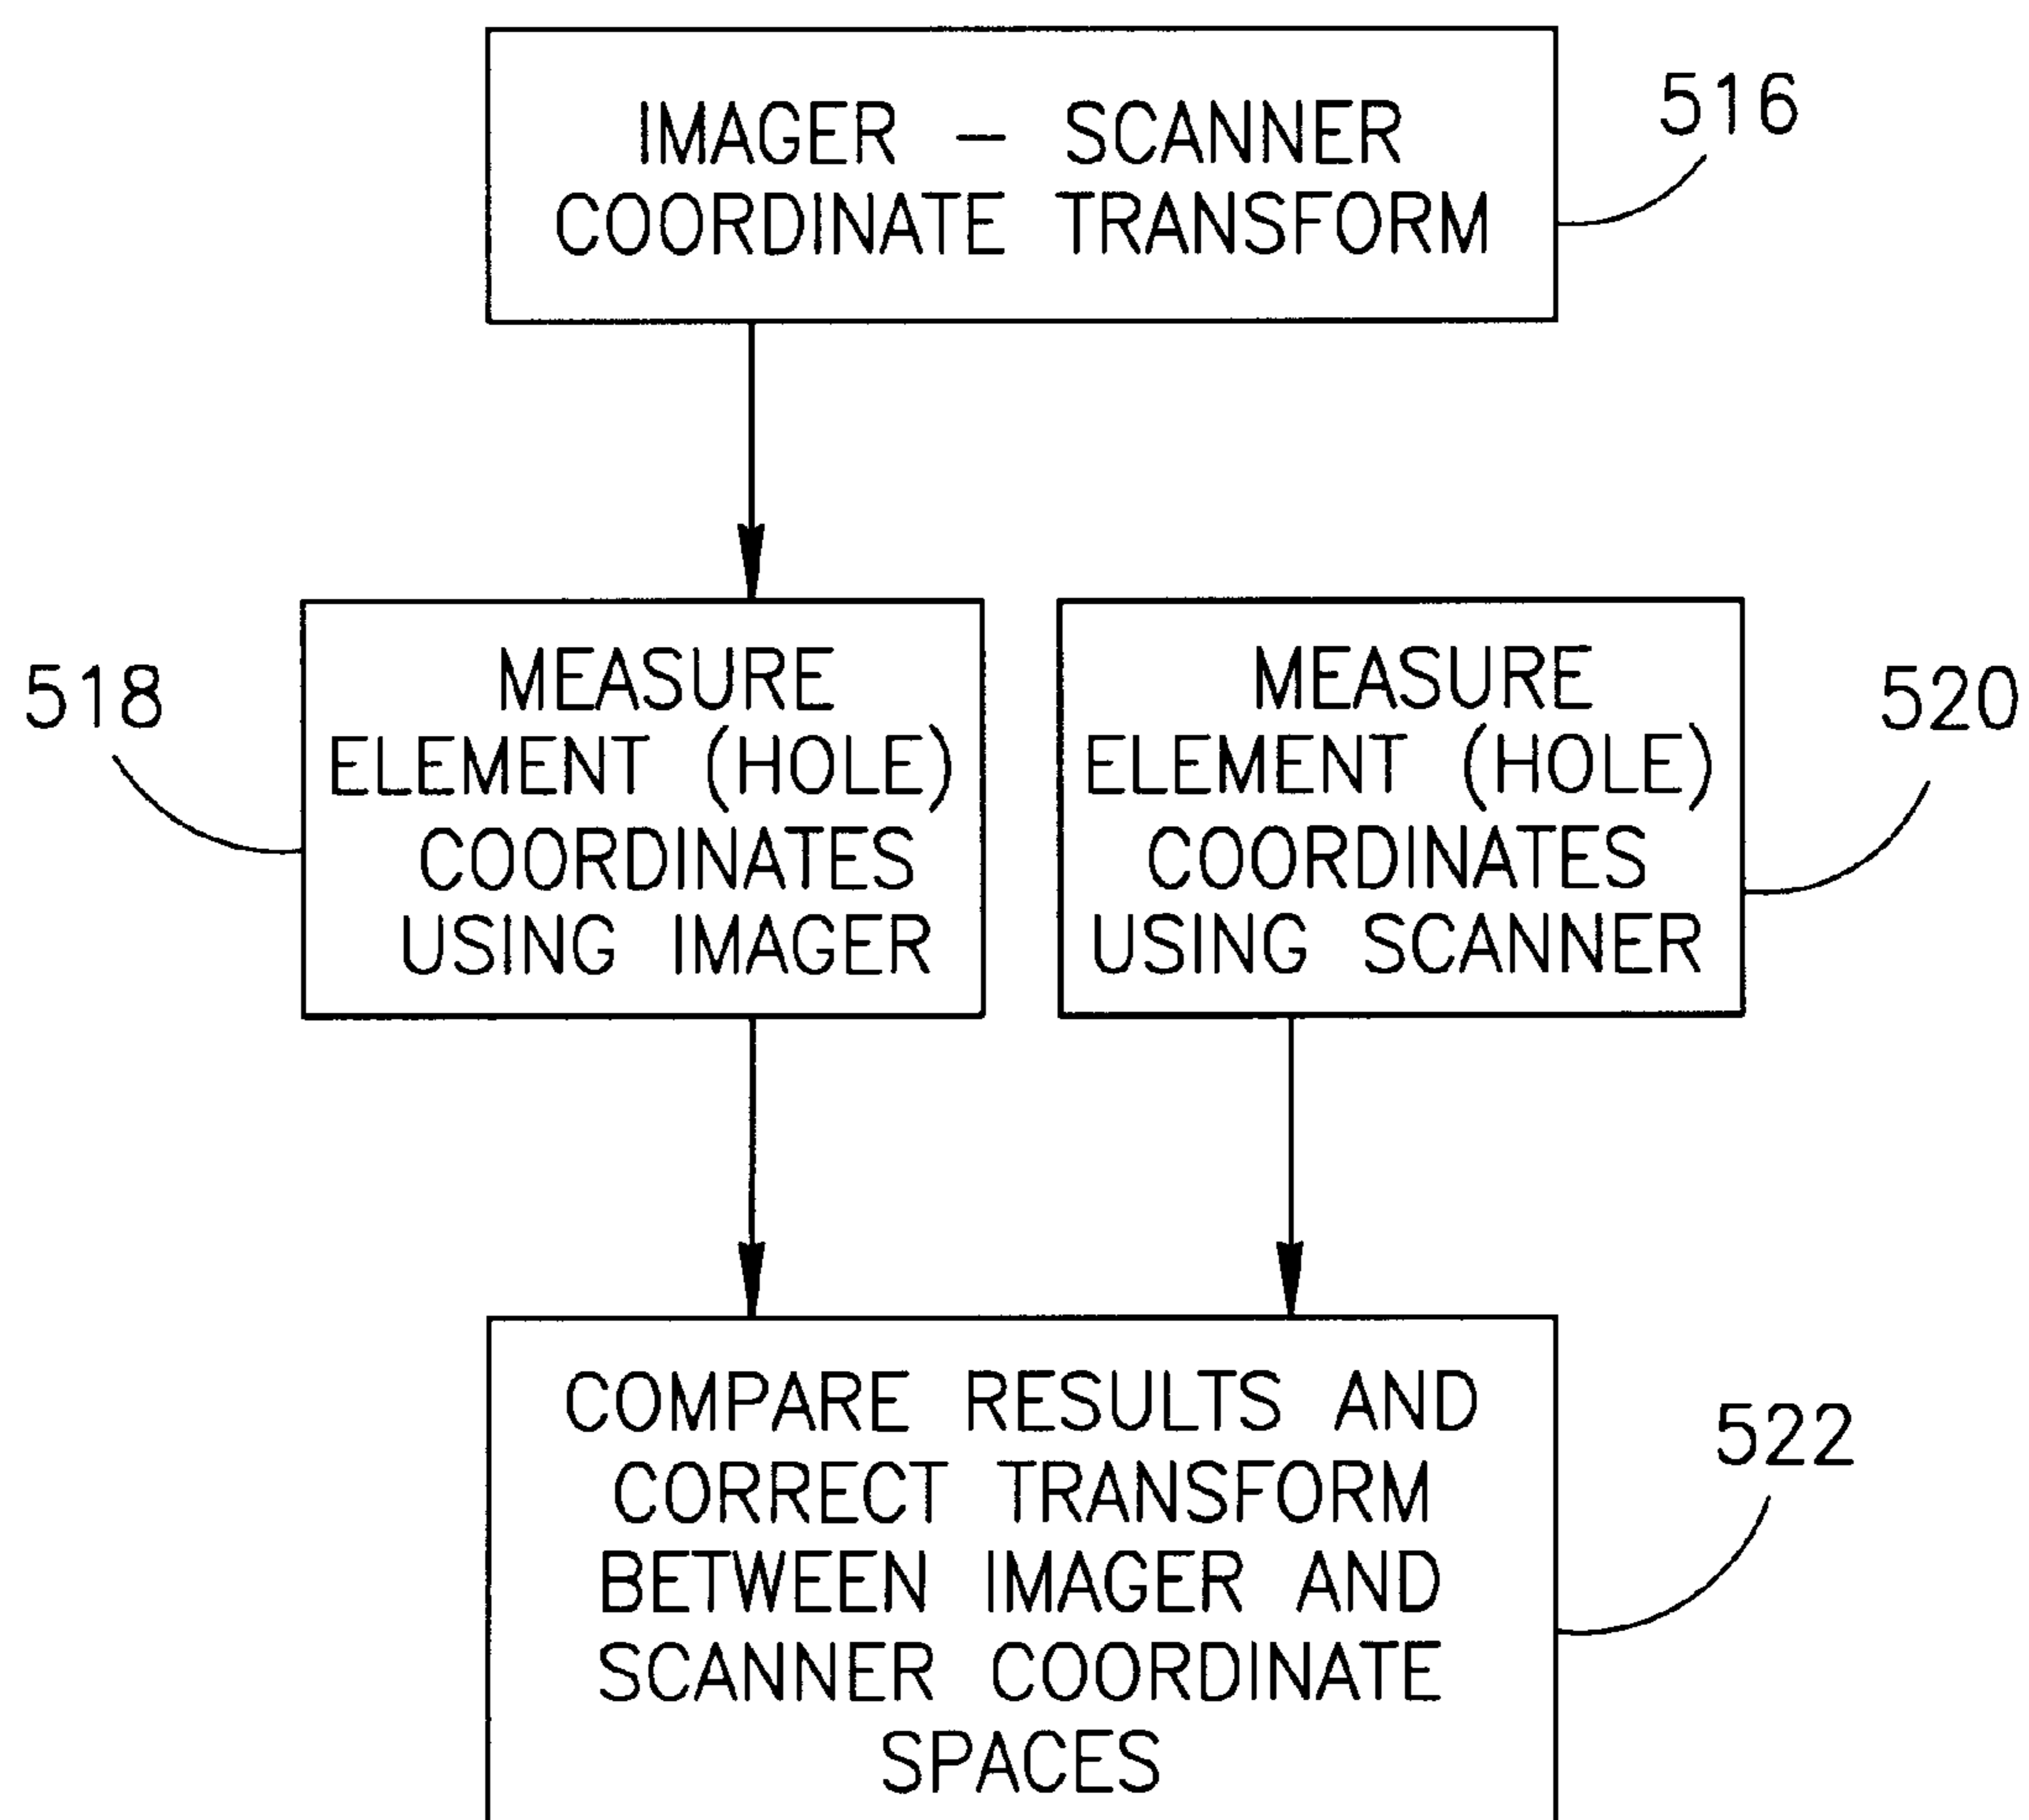 IMAGER – SCANNER
COORDINATE TRANSFORM
516
MEASURE
ELEMENT (HOLE)
COORDINATES
USING IMAGER
518
MEASURE
ELEMENT (HOLE)
COORDINATES
USING SCANNER
520
COMPARE RESULTS AND
CORRECT TRANSFORM
BETWEEN IMAGER AND
SCANNER COORDINATE
SPACES
522